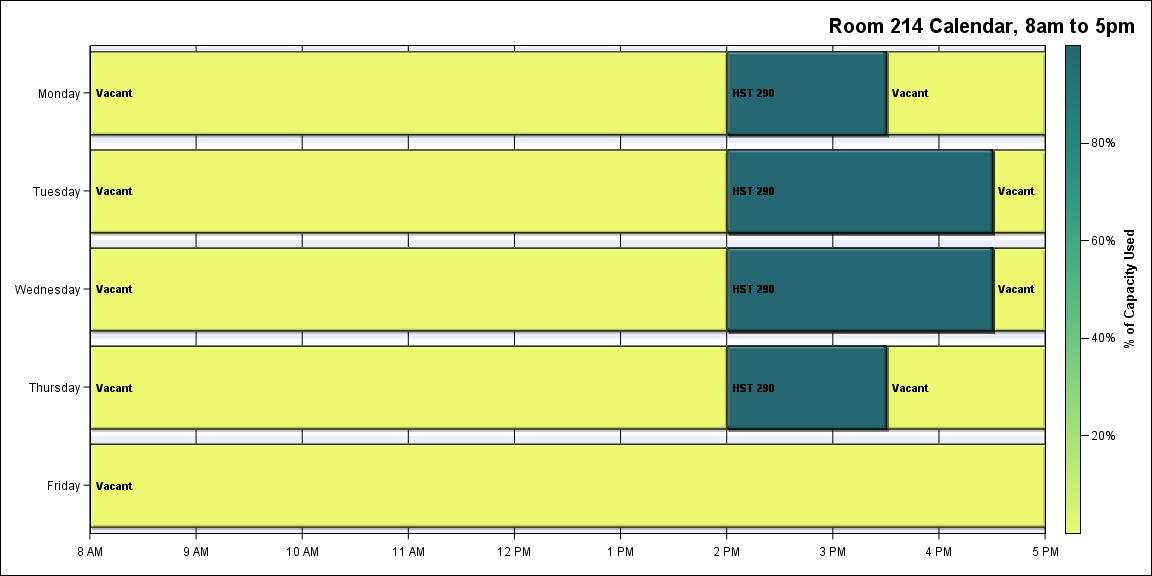 Room 214 Calendar, 8am to 5pm
Monday
Vacant
HST 290
Vacant
Tuesday
Vacant
HST 290
Vacant
Wednesday
Vacant
HST 290
Vacant
Thursday
Vacant
HST 290
Vacant
Friday
Vacant
8 AM 9 AM 10 AM 11 AM 12 PM 1 PM 2 PM 3 PM 4 PM 5 PM
80%
60%
40%
20%
% of Capacity Used